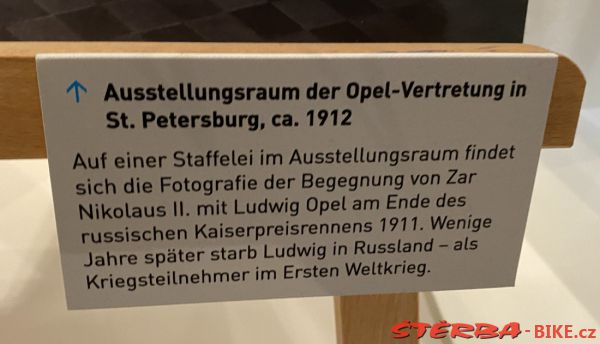 ↑ Ausstellungsraum der Opel-Vertretung in
St. Petersburg, ca. 1912
Auf einer Staffelei im Ausstellungsraum findet
sich die Fotografie der Begegnung von Zar
Nikolaus II. mit Ludwig Opel am Ende des
russischen Kaiserpreisrennens 1911. Wenige
Jahre später starb Ludwig in Russland – als
Kriegsteilnehmer im Ersten Weltkrieg.
ŠTĚRBA-BIKE.cz